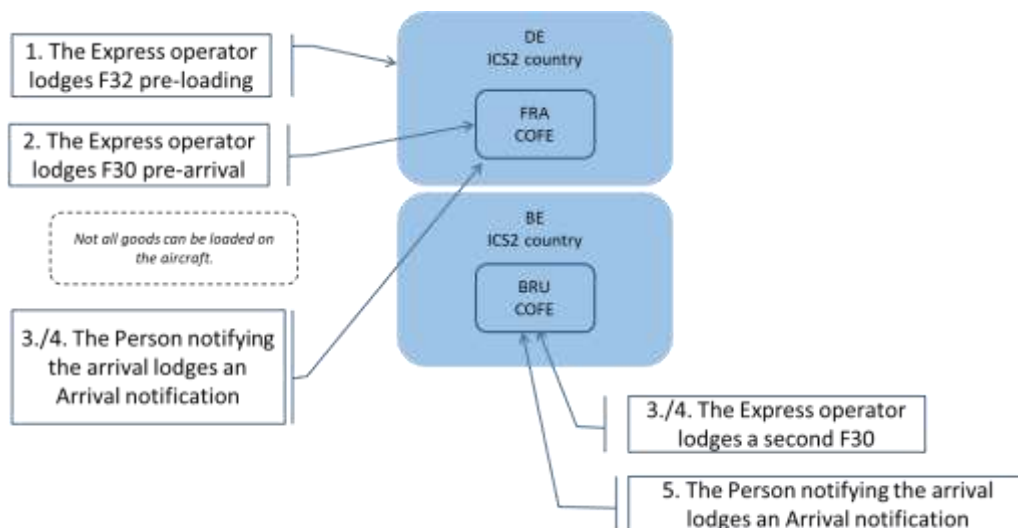 1. The Express operator
lodges F32 pre-loading
DE
ICS2 country
FRA
COFE
2. The Express operator
lodges F30 pre-arrival
Not all goods can be loaded on
the aircraft.
BE
ICS2 country
BRU
COFE
3./4. The Person notifying
the arrival lodges an
Arrival notification
3./4. The Express operator
lodges a second F30
5. The Person notifying the arrival
lodges an Arrival notification